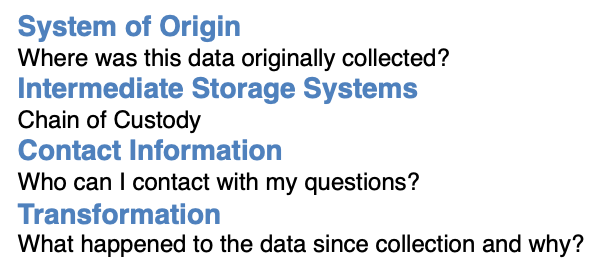 System of Origin
Where was this data originally collected?
Intermediate Storage Systems
Chain of Custody
Contact Information
Who can I contact with my questions?
Transformation
What happened to the data since collection and why?